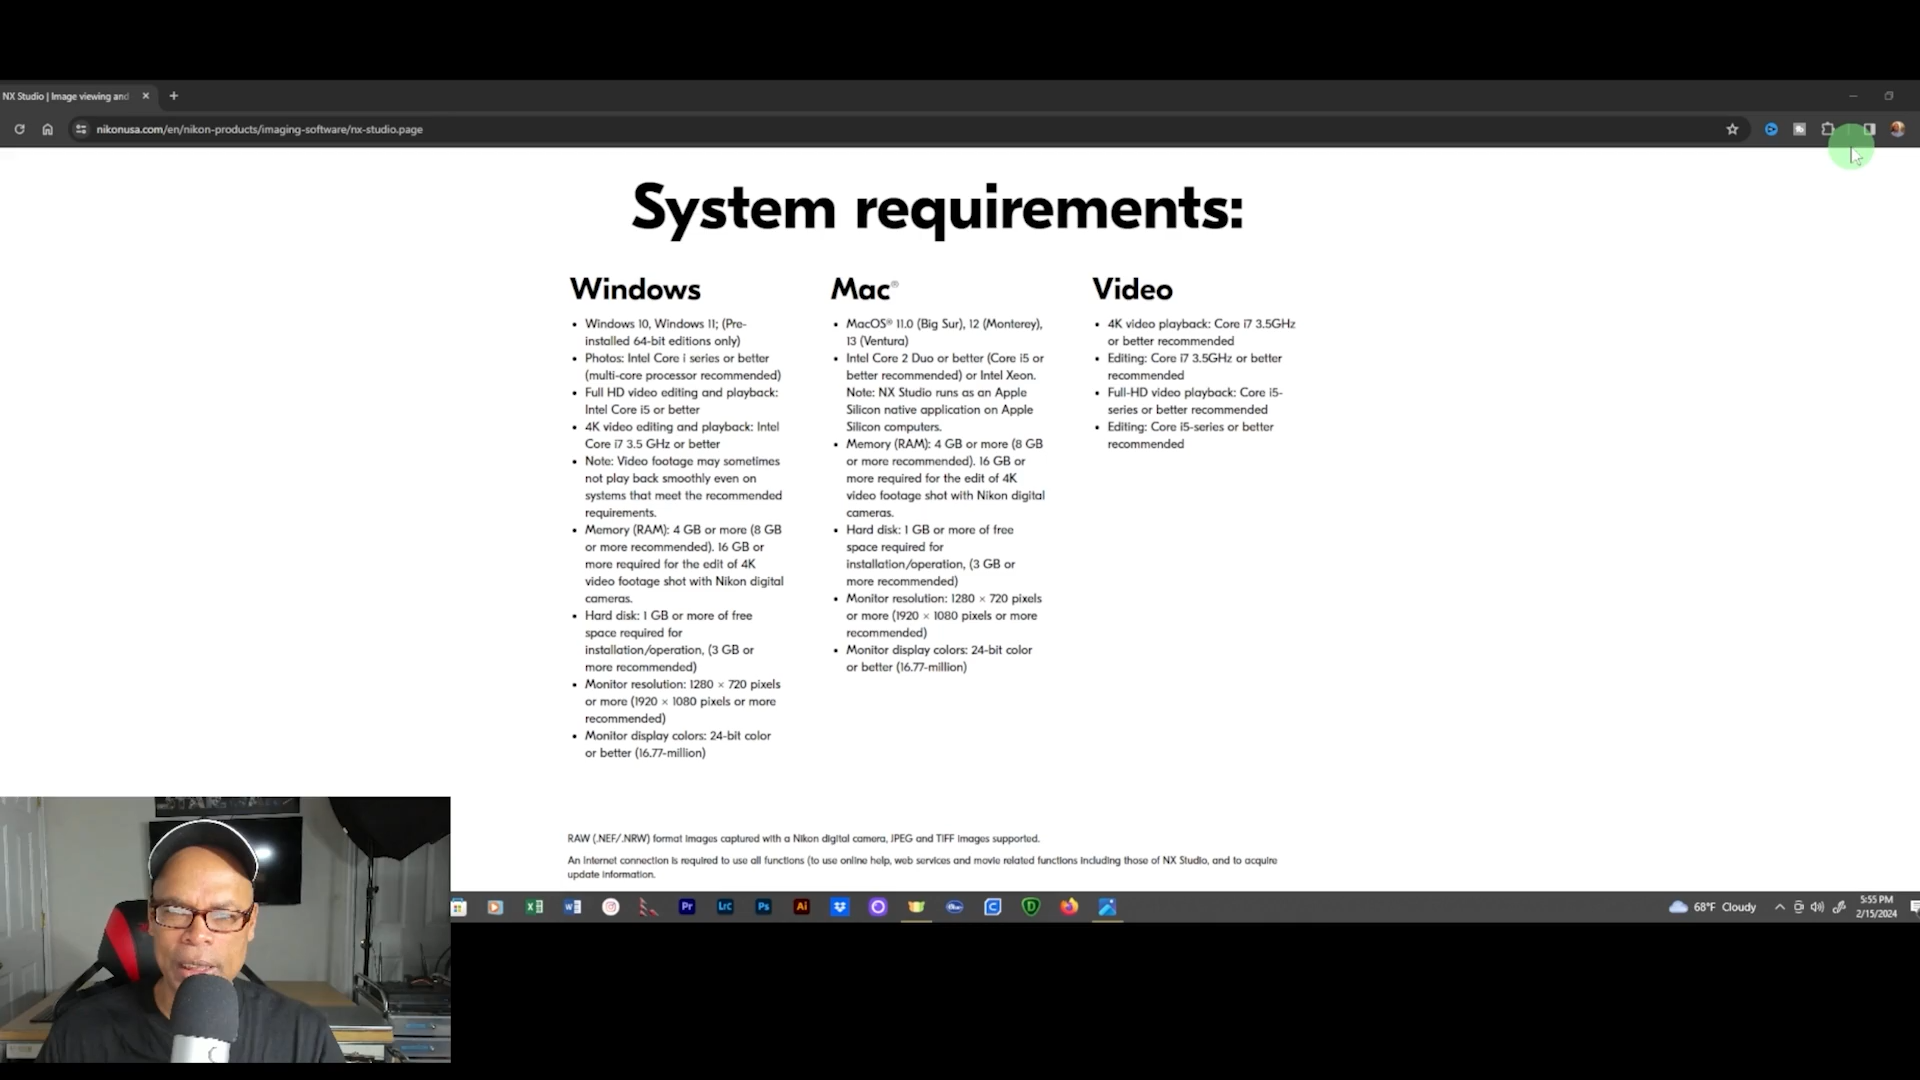 NX Studio | Image viewing and
nikonusa.com/en/nikon-products/imaging-software/nx-studio.page
System requirements:
Windows
• Windows 10, Windows 11; (Pre-
installed 64-bit editions only)
• Photos: Intel Core i series or better
(multi-core processor recommended)
• Full HD video editing and playback:
Intel Core i5 or better
• 4K video editing and playback: Intel
Core i7 3.5 GHz or better
• Note: Video footage may sometimes
not play back smoothly even on
systems that meet the recommended
requirements.
• Memory (RAM): 4 GB or more (8 GB
or more recommended). 16 GB or
more required for the edit of 4K
video footage shot with Nikon digital
cameras.
• Hard disk: 1 GB or more of free
space required for
installation/operation, (3 GB or
more recommended)
• Monitor resolution: 1280 × 720 pixels
or more (1920 × 1080 pixels or more
recommended)
• Monitor display colors: 24-bit color
or better (16.77-million)
Mac®
• MacOS® 11.0 (Big Sur), 12 (Monterey),
13 (Ventura)
• Intel Core 2 Duo or better (Core i5 or
better recommended) or Intel Xeon.
Note: NX Studio runs as an Apple
Silicon native application on Apple
Silicon computers.
• Memory (RAM): 4 GB or more (8 GB
or more recommended). 16 GB or
more required for the edit of 4K
video footage shot with Nikon digital
cameras.
• Hard disk: 1 GB or more of free
space required for
installation/operation, (3 GB or
more recommended)
• Monitor resolution: 1280 × 720 pixels
or more (1920 × 1080 pixels or more
recommended)
• Monitor display colors: 24-bit color
or better (16.77-million)
Video
• 4K video playback: Core i7 3.5GHz
or better recommended
• Editing: Core i7 3.5GHz or better
recommended
• Full-HD video playback: Core i5-
series or better recommended
• Editing: Core i5-series or better
recommended
RAW (.NEF/.NRW) format images captured with a Nikon digital camera, JPEG and TIFF images supported.
An Internet connection is required to use all functions (to use online help, web services and movie related functions including those of NX Studio, and to acquire
update information.
Pr Lrc Ps Ai
68°F Cloudy
5:55 PM
2/15/2024